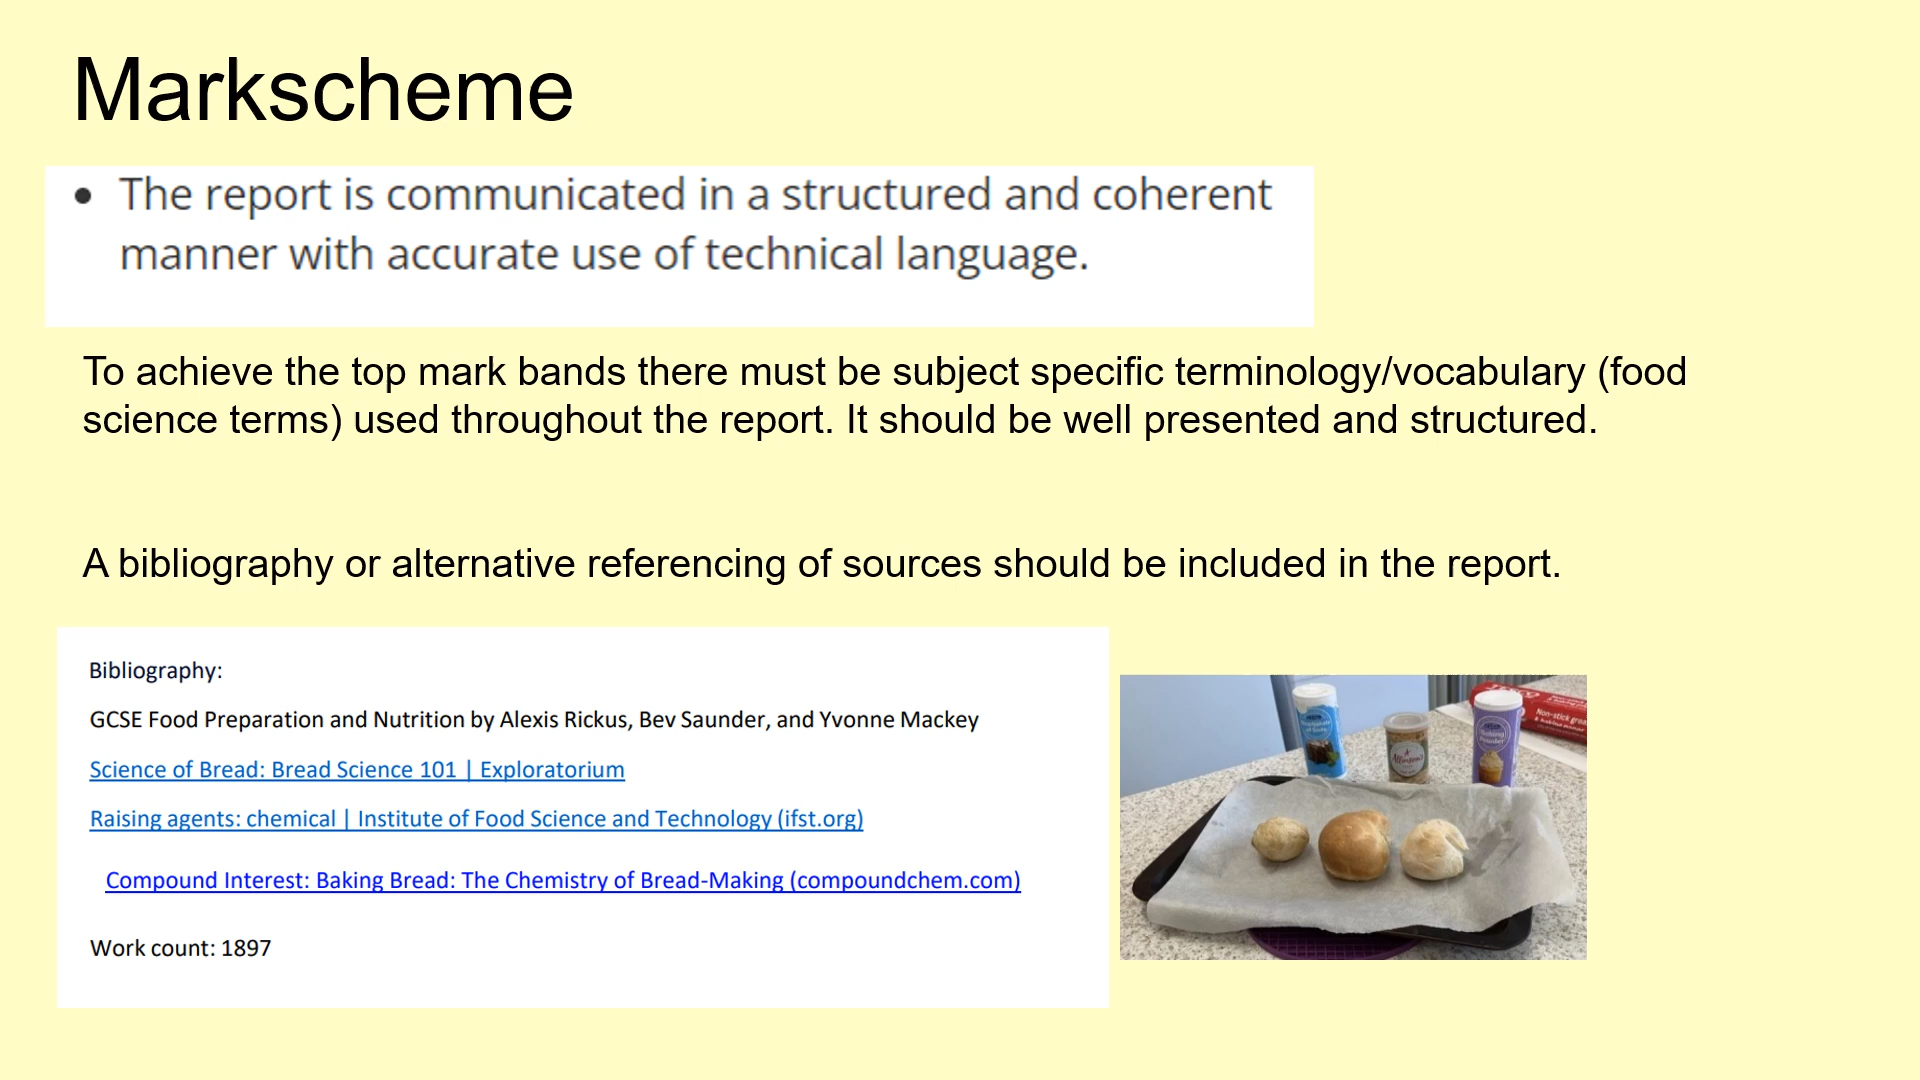 Markscheme
• The report is communicated in a structured and coherent
manner with accurate use of technical language.
To achieve the top mark bands there must be subject specific terminology/vocabulary (food
science terms) used throughout the report. It should be well presented and structured.
A bibliography or alternative referencing of sources should be included in the report.
Bibliography:
GCSE Food Preparation and Nutrition by Alexis Rickus, Bev Saunder, and Yvonne Mackey
Science of Bread: Bread Science 101 | Exploratorium
Raising agents: chemical | Institute of Food Science and Technology (ifst.org)
Compound Interest: Baking Bread: The Chemistry of Bread-Making (compoundchem.com)
Work count: 1897
Non-stick
Allinson's
Baking
Powder